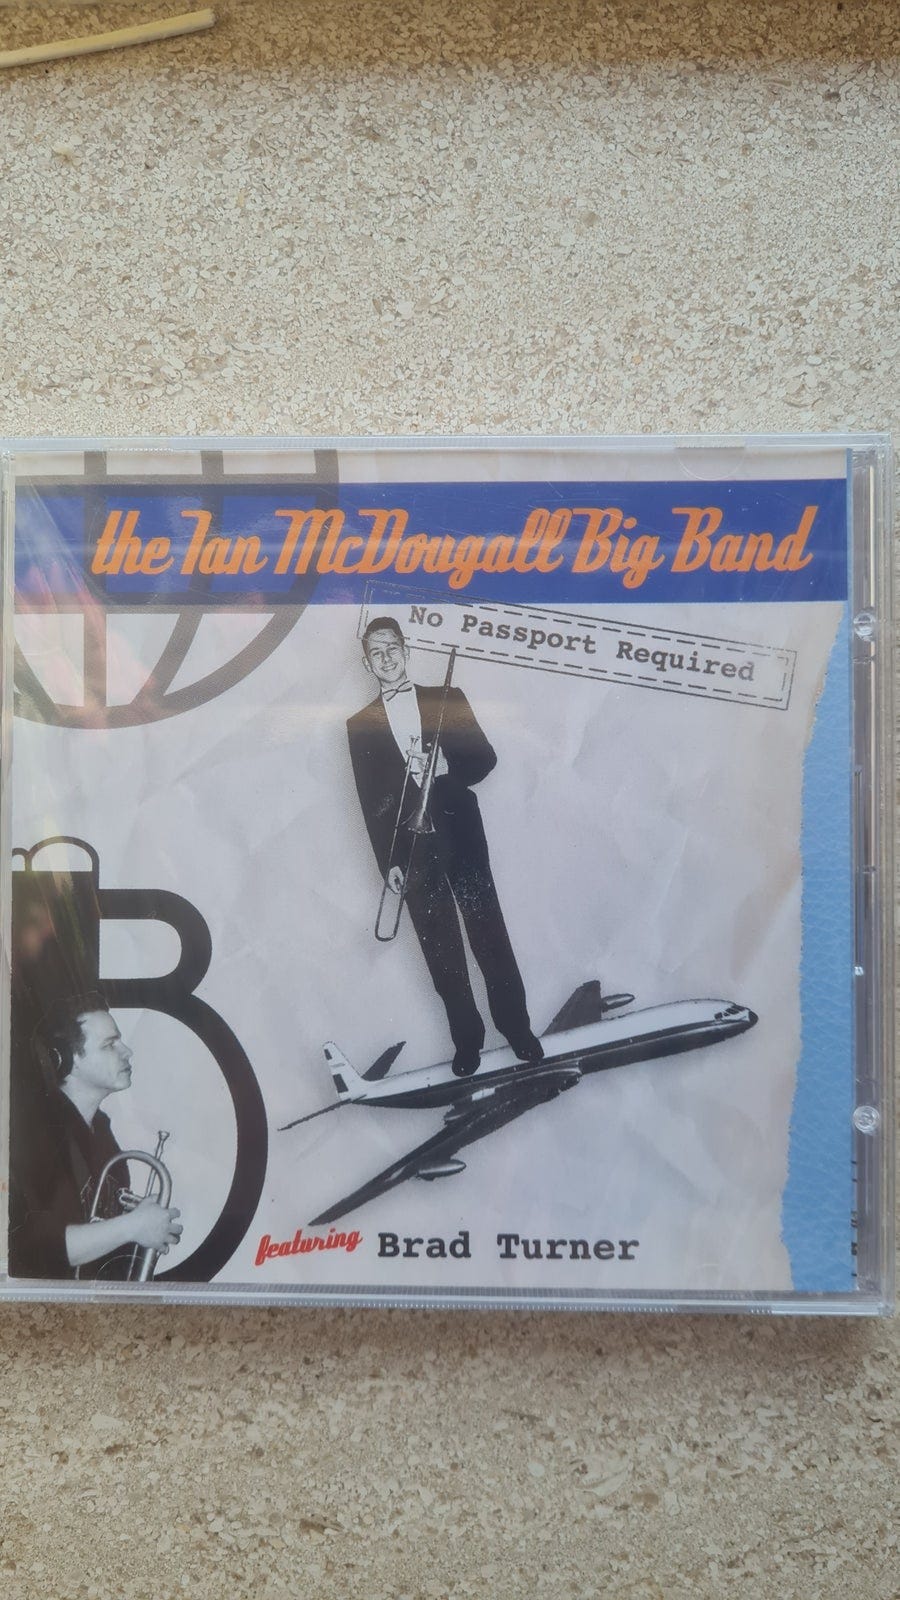 the Ian McDougall Big Band
No Passport Required
featuring Brad Turner